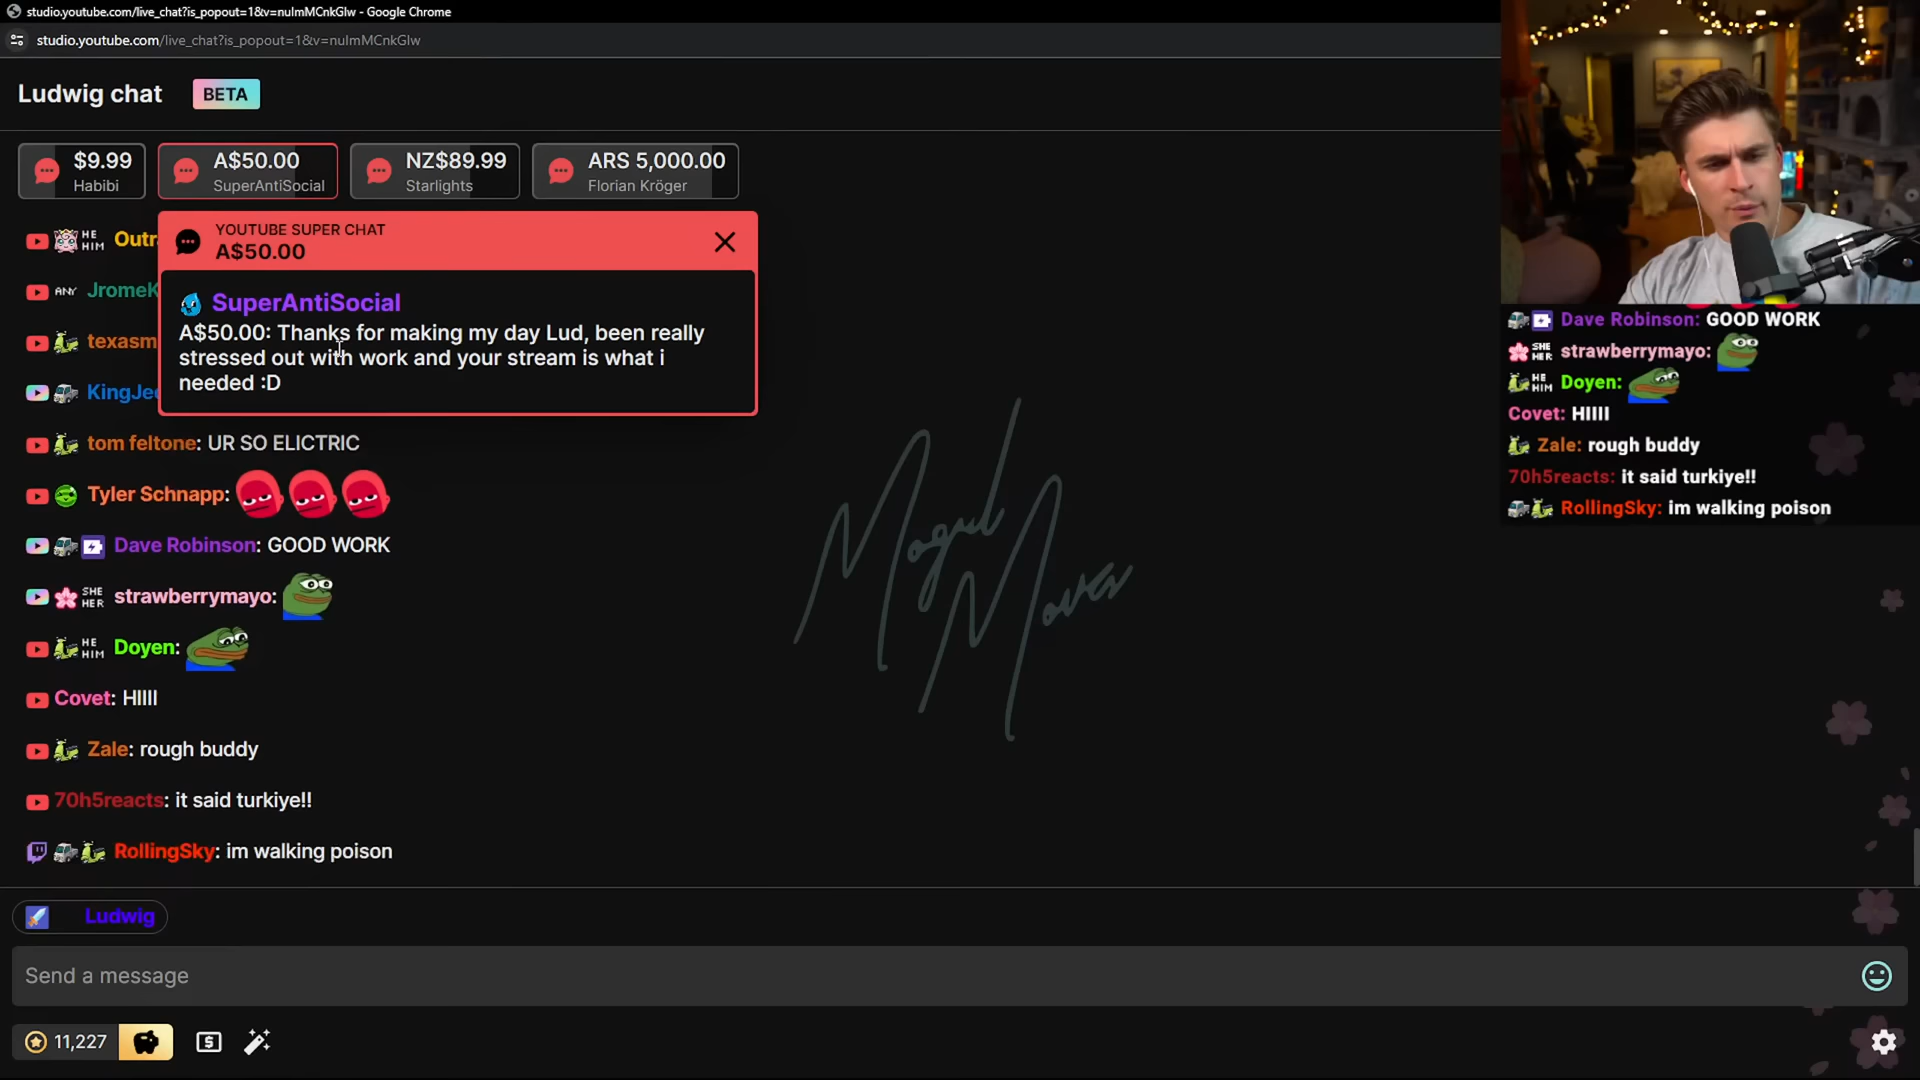 studio.youtube.com/live_chat?is_popout=1&v=nulmMCnkGlw - Google Chrome
studio.youtube.com/live_chat?is_popout=1&v=nulmMCnkGlw
Ludwig chat BETA
$9.99 A$50.00 NZ$89.99 ARS 5,000.00
Habibi SuperAntiSocial Starlights Florian Kröger
YOUTUBE SUPER CHAT
A$50.00
SuperAntiSocial
A$50.00: Thanks for making my day Lud, been really
stressed out with work and your stream is what i
needed :D
HE HIM Outr
ANY JromeK
texasm
KingJe
tom feltone: UR SO ELICTRIC
Tyler Schnapp:
Dave Robinson: GOOD WORK
SHE HER strawberrymayo:
HE HIM Doyen:
Covet: HIIII
Zale: rough buddy
70h5reacts: it said turkiye!!
RollingSky: im walking poison
Ludwig
Send a message
11,227
Mogul
Moves
Dave Robinson: GOOD WORK
SHE HER strawberrymayo:
HE HIM Doyen:
Covet: HIIII
Zale: rough buddy
70h5reacts: it said turkiye!!
RollingSky: im walking poison